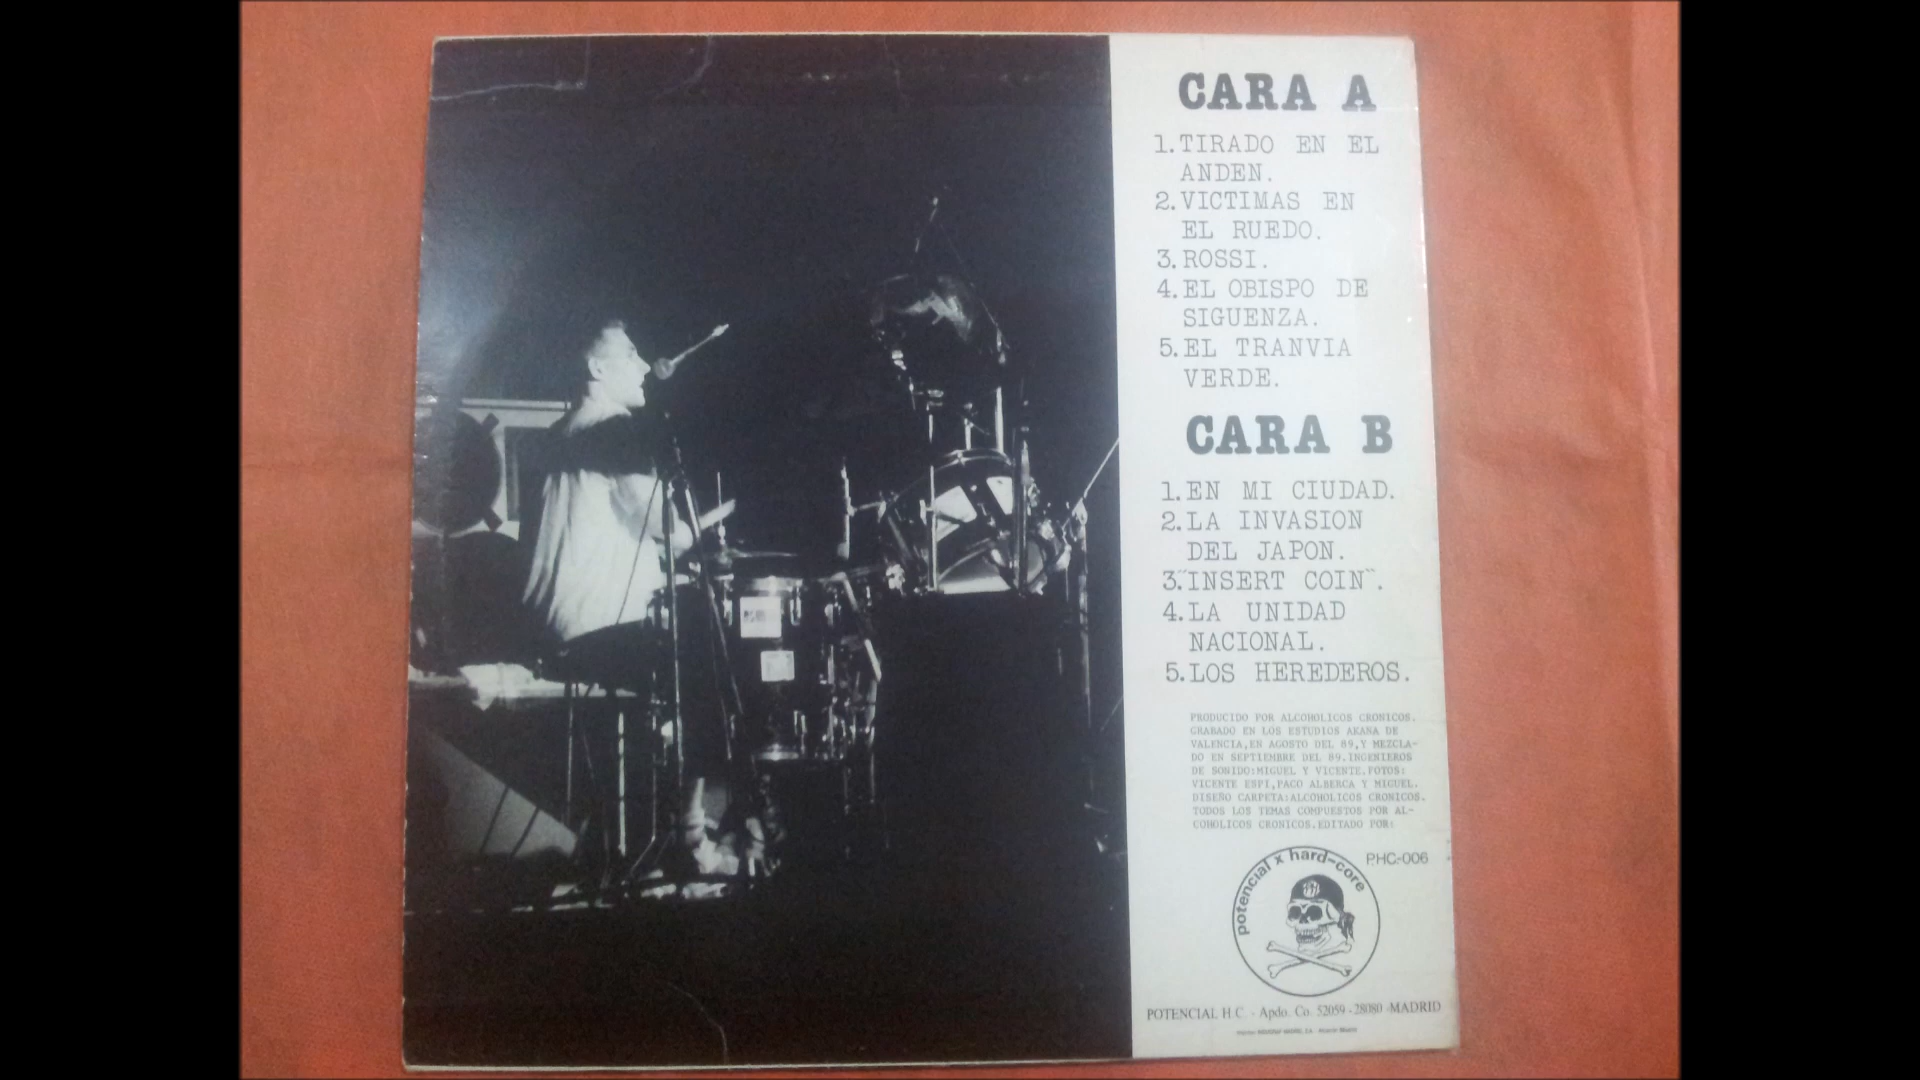 CARA A
1.TIRADO EN EL
ANDEN.
2.VICTIMAS EN
EL RUEDO.
3.ROSSI.
4.EL OBISPO DE
SIGUENZA.
5.EL TRANVIA
VERDE.
CARA B
1.EN MI CIUDAD.
2.LA INVASION
DEL JAPON.
3."INSERT COIN".
4.LA UNIDAD
NACIONAL.
5.LOS HEREDEROS.
PRODUCIDO POR ALCOHOLICOS CRONICOS.
GRABADO EN LOS ESTUDIOS AKANA DE
VALENCIA,EN AGOSTO DEL 89,Y MEZCLA-
DO EN SEPTIEMBRE DEL 89.INGENIEROS
DE SONIDO:MIGUEL Y VICENTE.FOTOS:
VICENTE ESPI,PACO ALBERCA Y MIGUEL.
DISEÑO CARPETA:ALCOHOLICOS CRONICOS.
TODOS LOS TEMAS COMPUESTOS POR AL-
COHOLICOS CRONICOS.EDITADO POR:
potencial x hard-core
PHC-006
POTENCIAL H.C. - Apdo. Co. 52059 - 28080 -MADRID